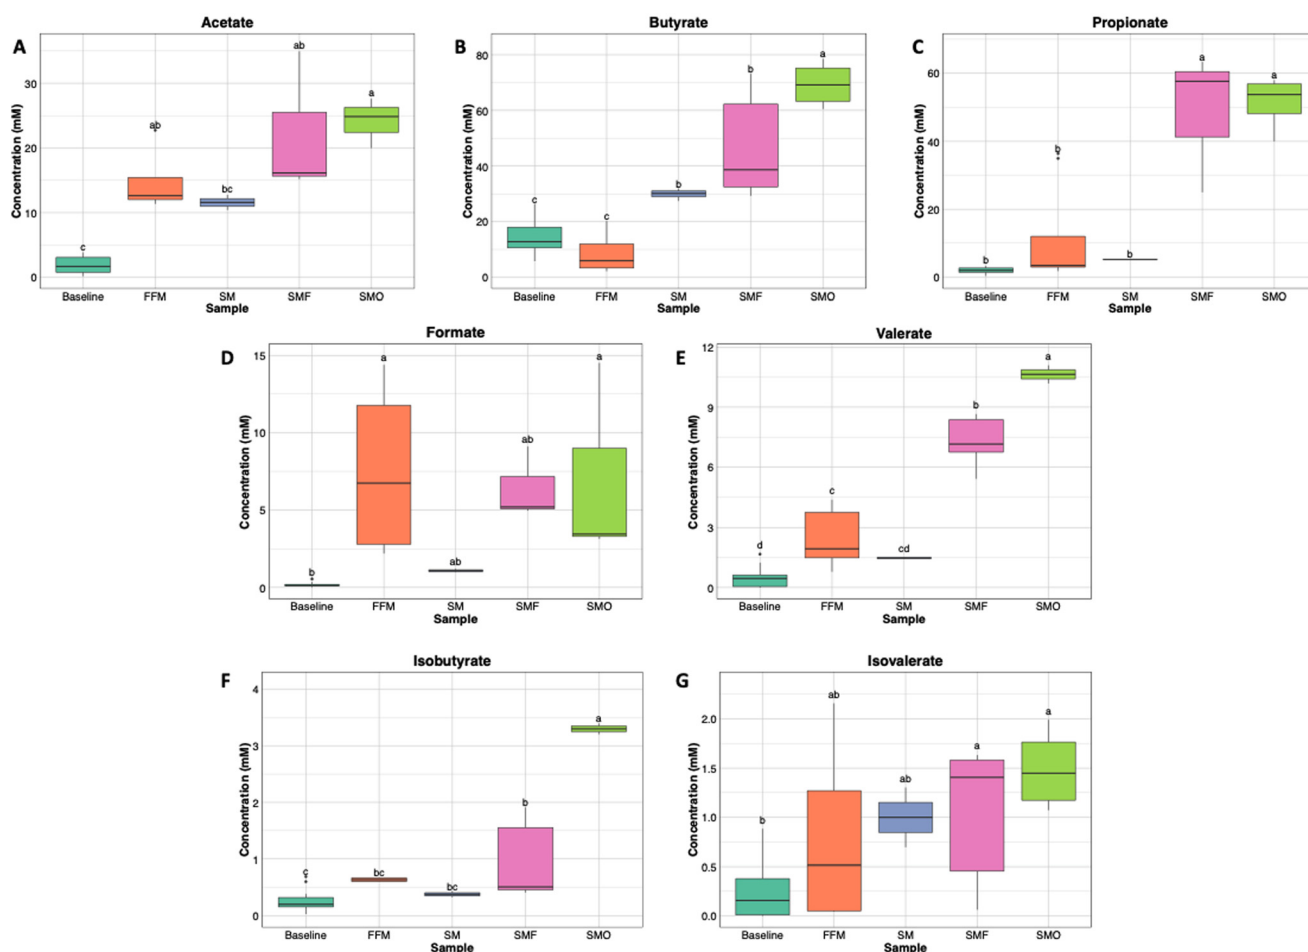 Acetate
A
Concentration (mM)
30
20
10
0
c
ab
bc
ab
a
Baseline FFM SM SMF SMO
Sample
Butyrate
B
Concentration (mM)
80
60
40
20
0
c
c
b
b
a
Baseline FFM SM SMF SMO
Sample
Propionate
C
Concentration (mM)
60
40
20
0
b
b
b
a
a
Baseline FFM SM SMF SMO
Sample
Formate
D
Concentration (mM)
15
10
5
0
b
a
ab
ab
a
Baseline FFM SM SMF SMO
Sample
Valerate
E
Concentration (mM)
12
9
6
3
0
d
c
cd
b
a
Baseline FFM SM SMF SMO
Sample
Isobutyrate
F
Concentration (mM)
4
3
2
1
0
c
bc
bc
b
a
Baseline FFM SM SMF SMO
Sample
Isovalerate
G
Concentration (mM)
2.0
1.5
1.0
0.5
0.0
b
ab
ab
a
a
Baseline FFM SM SMF SMO
Sample